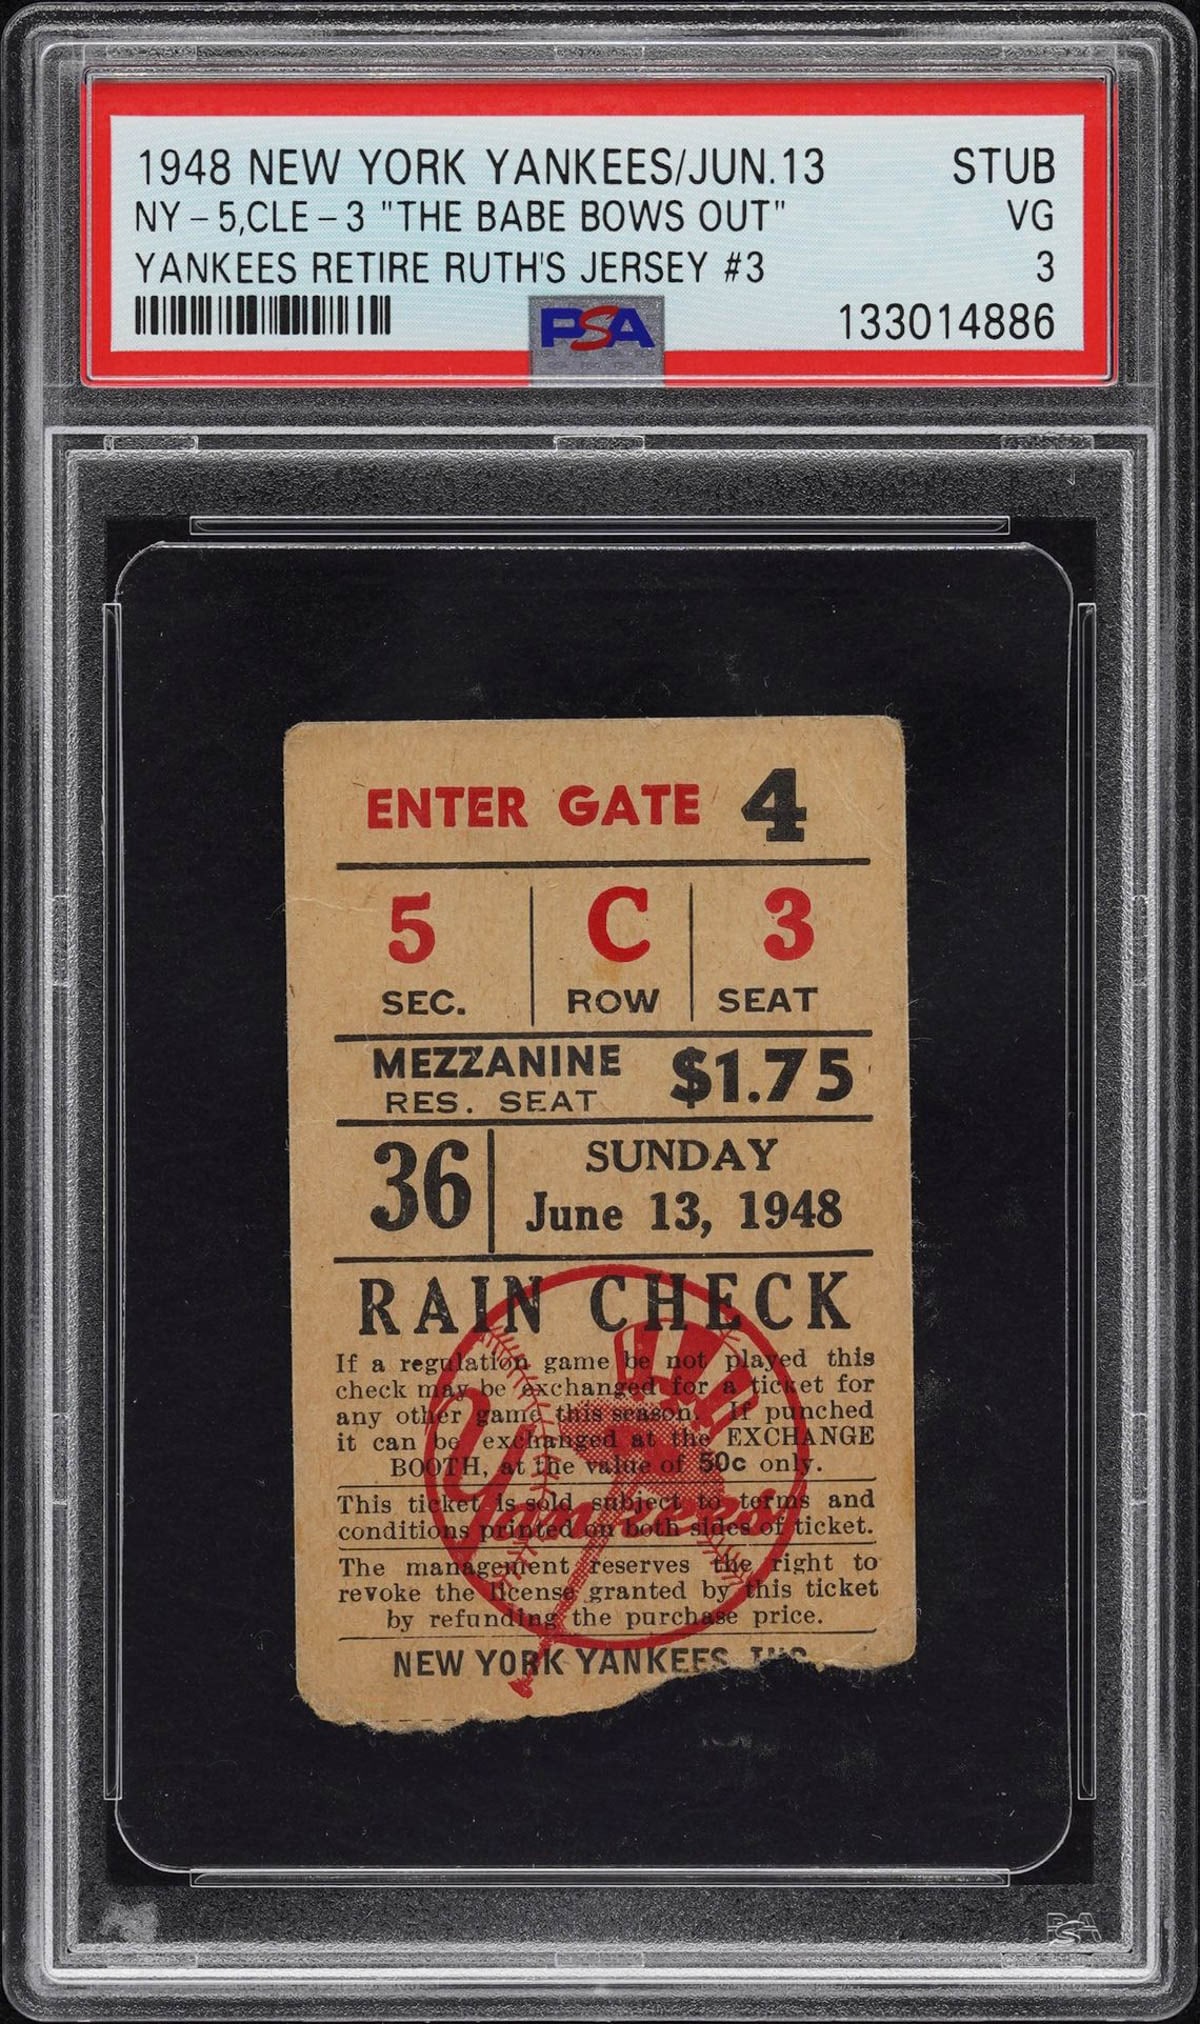 1948 NEW YORK YANKEES/JUN.13 STUB
NY-5,CLE-3 "THE BABE BOWS OUT" VG
YANKEES RETIRE RUTH'S JERSEY #3 3
PSA 133014886
ENTER GATE 4
5 C 3
SEC. ROW SEAT
MEZZANINE $1.75
RES. SEAT
36 SUNDAY
June 13, 1948
RAIN CHECK
If a regulation game be not played this
check may be exchanged for a ticket for
any other game this season. If punched
it can be exchanged at the EXCHANGE
BOOTH, at the value of 50c only.
Yankees
This ticket is sold subject to terms and
conditions printed on both sides of ticket.
The management reserves the right to
revoke the license granted by this ticket
by refunding the purchase price.
NEW YORK YANKEES, INC.
PSA